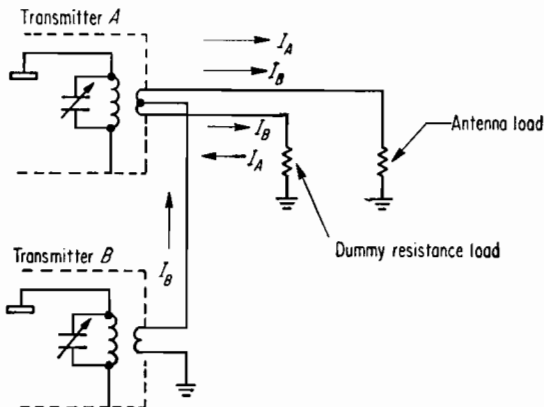 Transmitter A
I_A
I_B
Antenna load
I_B
I_A
Dummy resistance load
I_B
Transmitter B